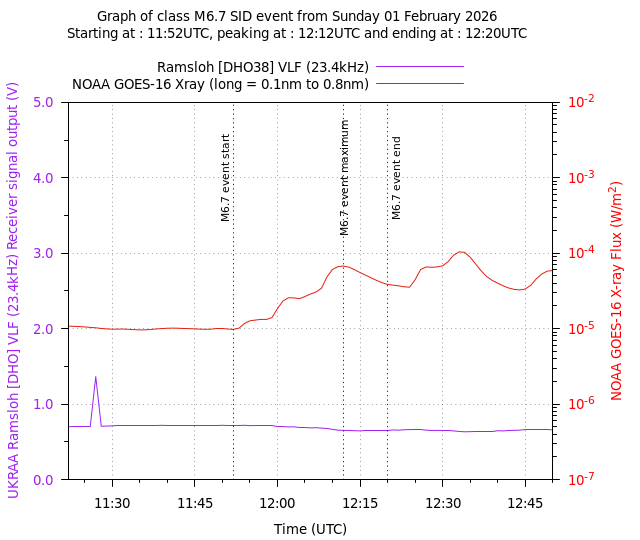 Graph of class M6.7 SID event from Sunday 01 February 2026
Starting at : 11:52UTC, peaking at : 12:12UTC and ending at : 12:20UTC
Ramsloh [DHO38] VLF (23.4kHz)
NOAA GOES-16 Xray (long = 0.1nm to 0.8nm)
UKRAA Ramsloh [DHO] VLF (23.4kHz) Receiver signal output (V)
5.0
4.0
3.0
2.0
1.0
0.0
M6.7 event start
M6.7 event maximum
M6.7 event end
10⁻²
10⁻³
10⁻⁴
10⁻⁵
10⁻⁶
10⁻⁷
NOAA GOES-16 X-ray Flux (W/m²)
11:30 11:45 12:00 12:15 12:30 12:45
Time (UTC)